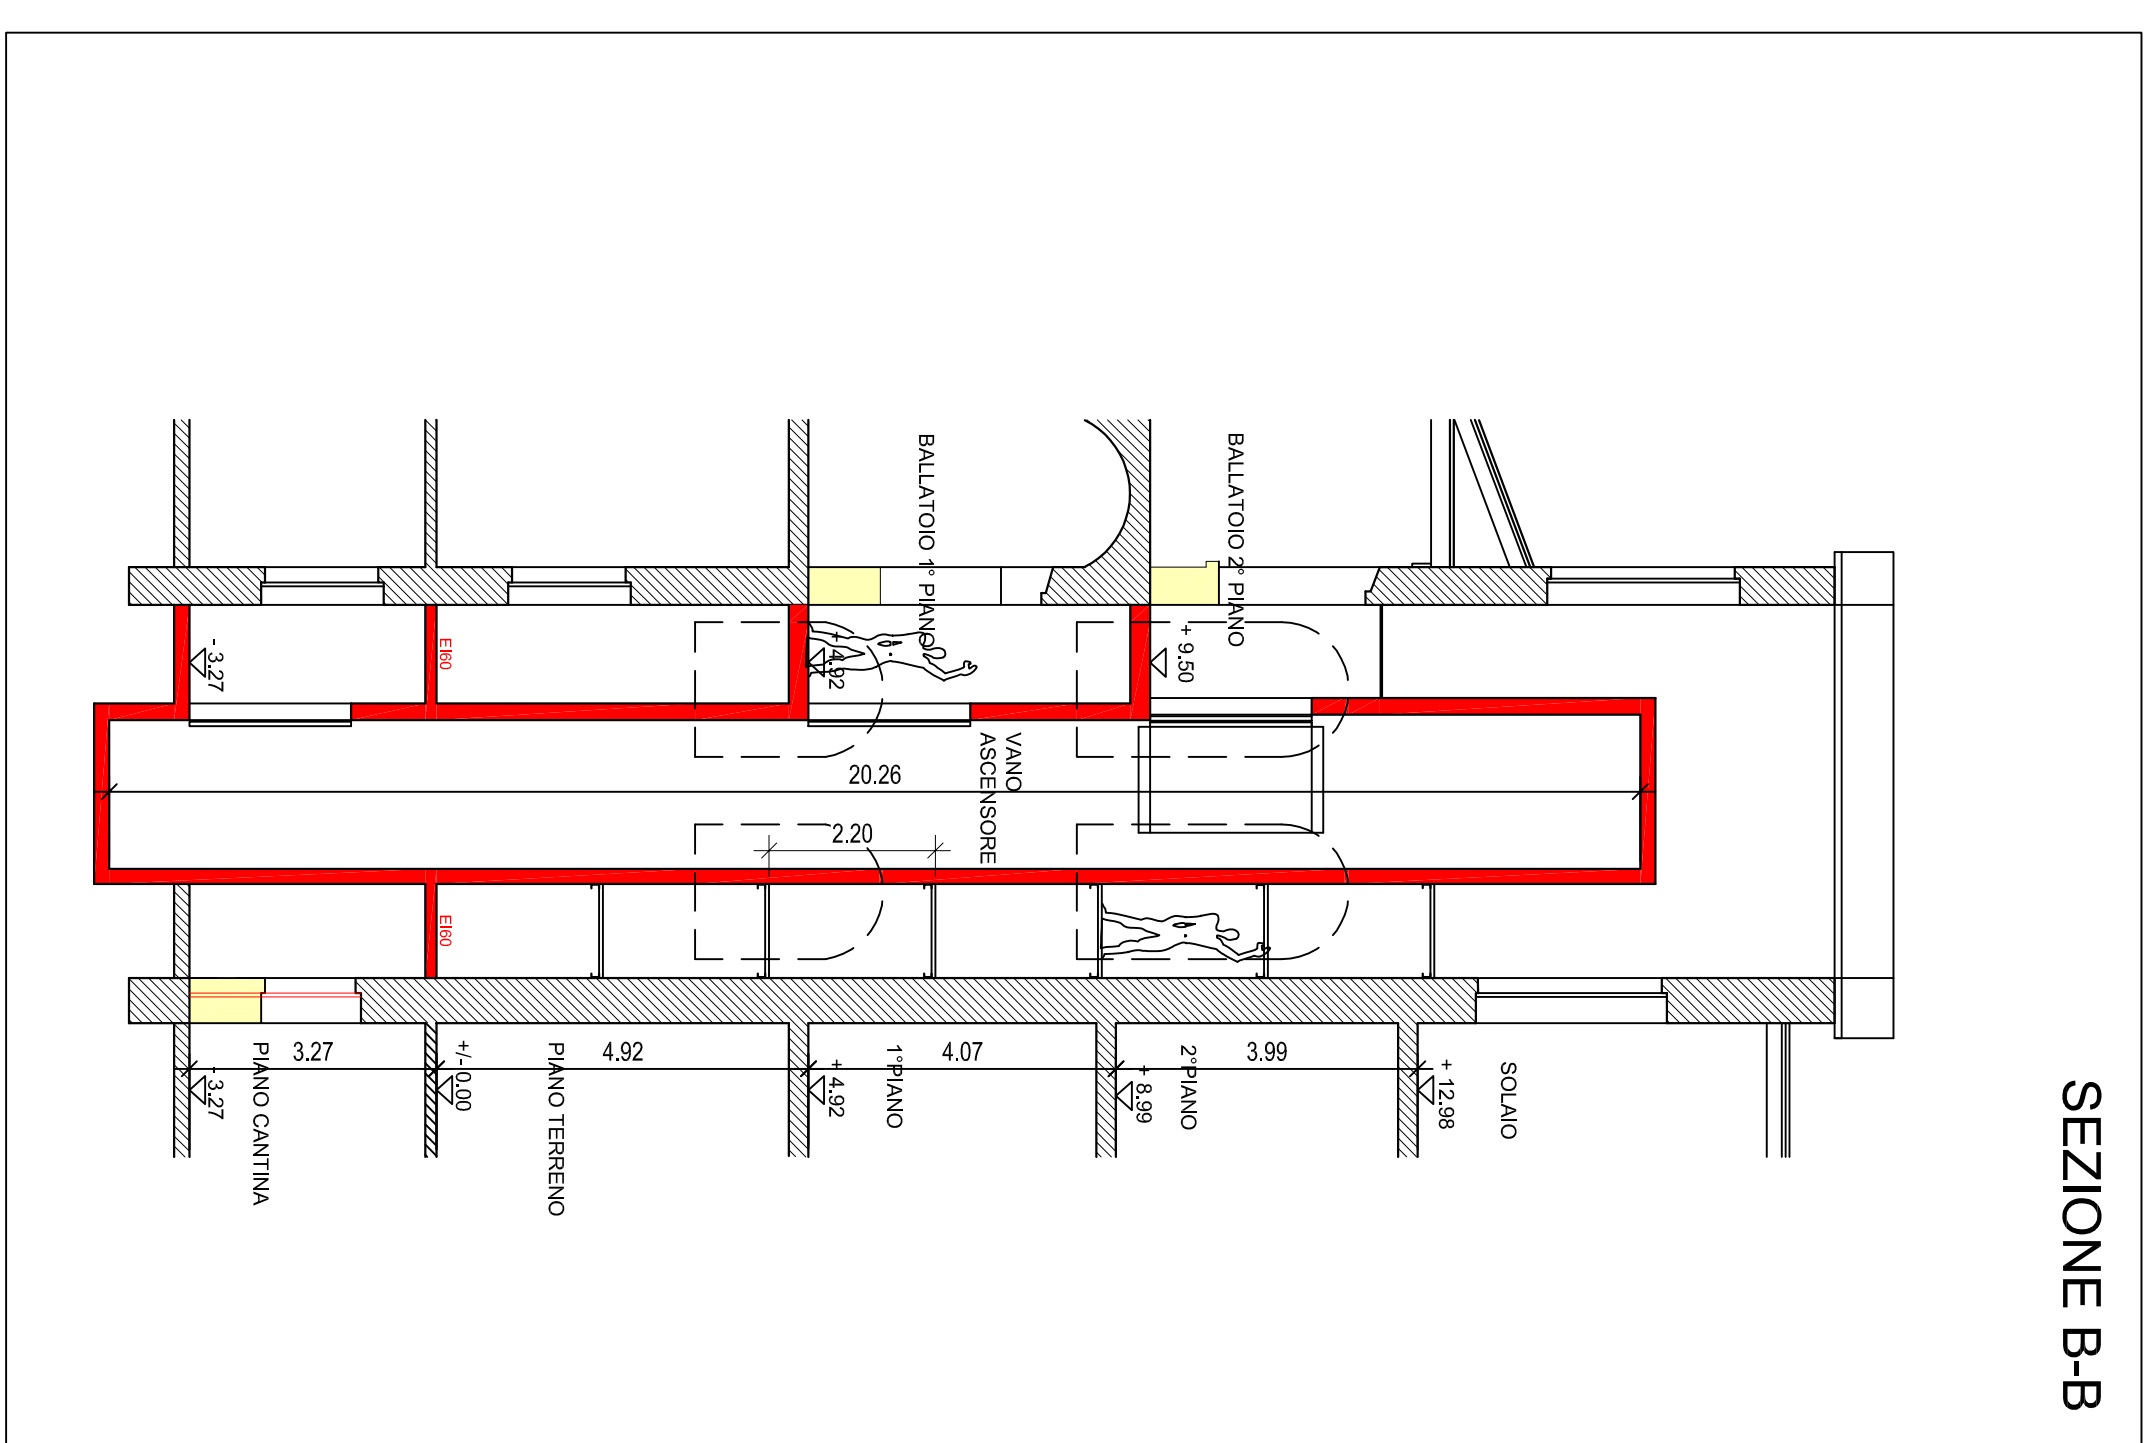 SEZIONE B-B
SOLAIO
+ 12.98
3.99
2°PIANO
+ 8.99
4.07
1°PIANO
+ 4.92
4.92
PIANO TERRENO
+/- 0.00
3.27
PIANO CANTINA
- 3.27
BALLATOIO 2° PIANO
+ 9.50
BALLATOIO 1° PIANO
+ 4.92
VANO
ASCENSORE
20.26
2.20
EI60
EI60
- 3.27